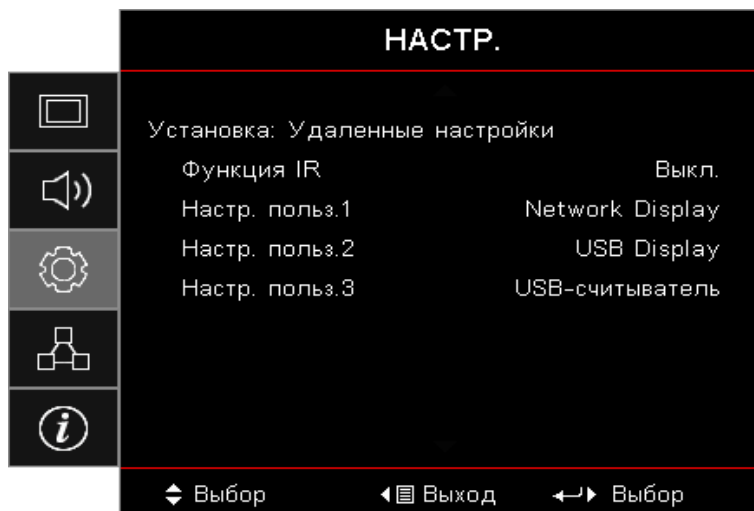 НАСТР.
Установка: Удаленные настройки
Функция IR Выкл.
Настр. польз.1 Network Display
Настр. польз.2 USB Display
Настр. польз.3 USB-считыватель
Выбор Выход Выбор